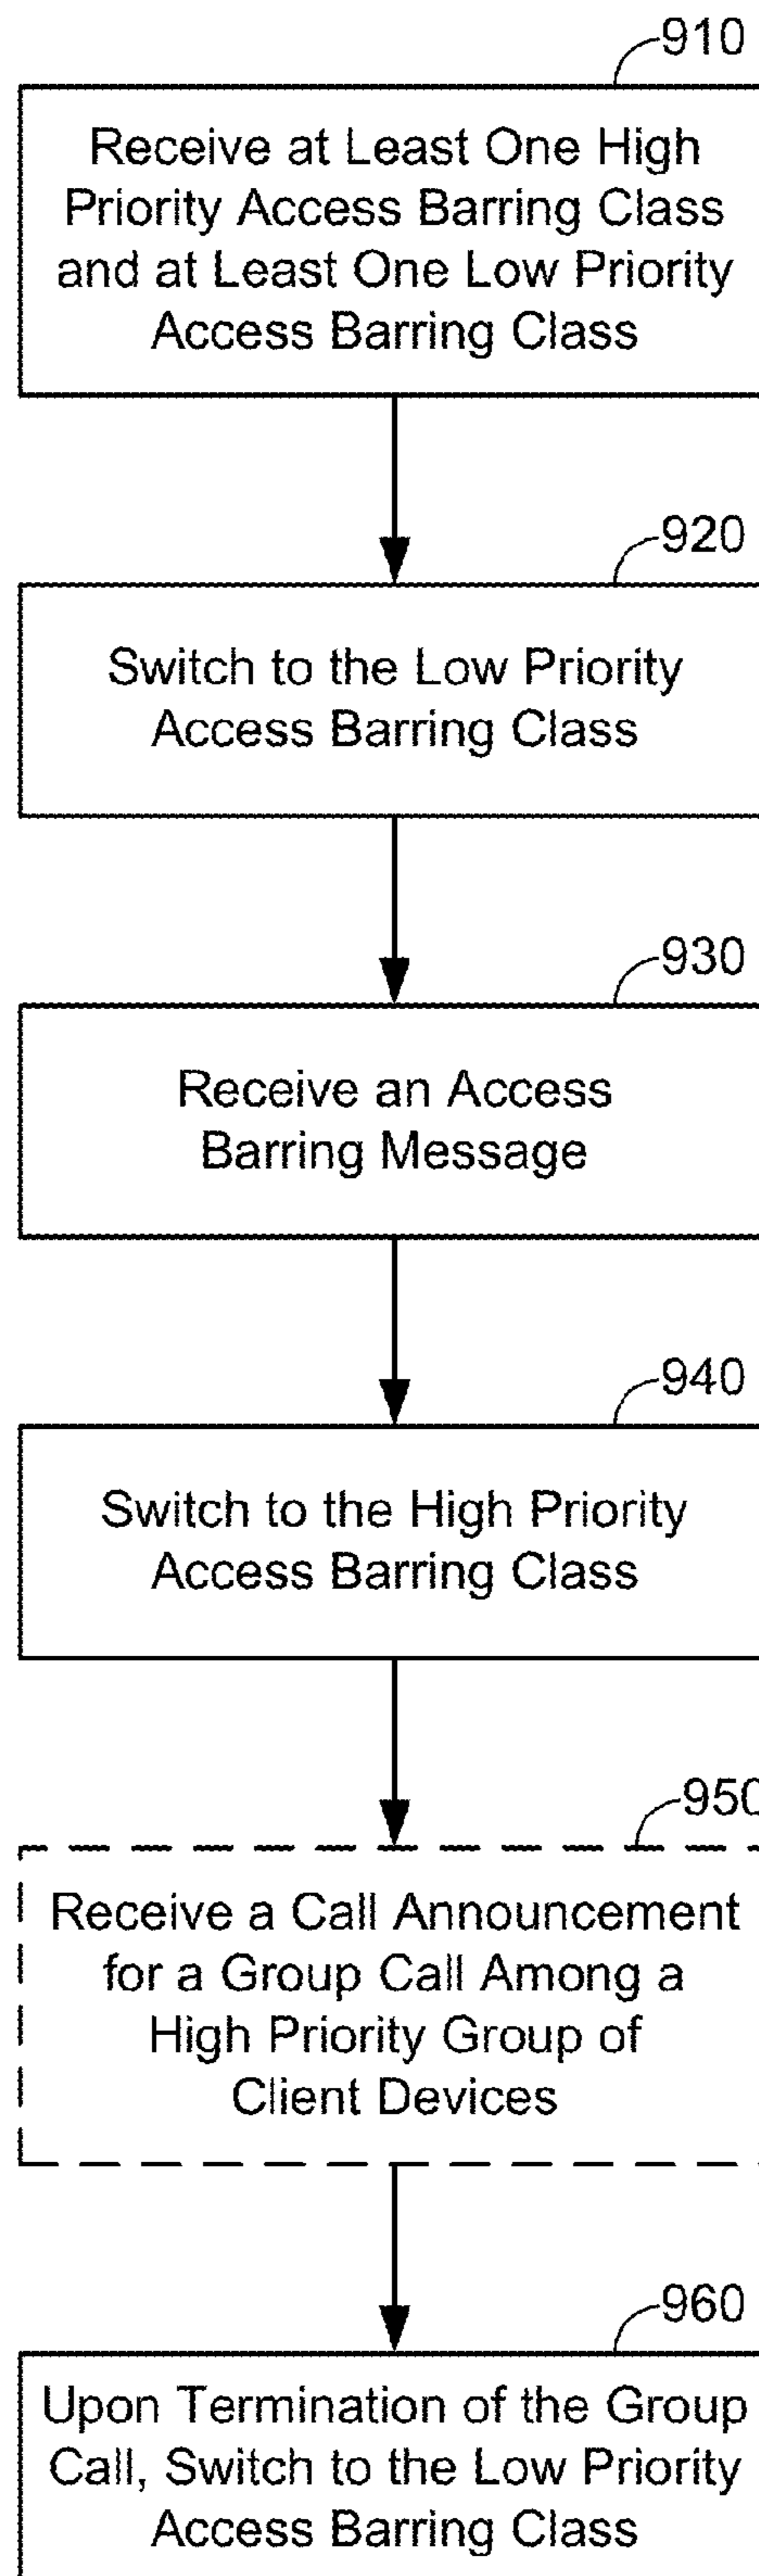 910
Receive at Least One High
Priority Access Barring Class
and at Least One Low Priority
Access Barring Class
920
Switch to the Low Priority
Access Barring Class
930
Receive an Access
Barring Message
940
Switch to the High Priority
Access Barring Class
950
Receive a Call Announcement
for a Group Call Among a
High Priority Group of
Client Devices
960
Upon Termination of the Group
Call, Switch to the Low Priority
Access Barring Class